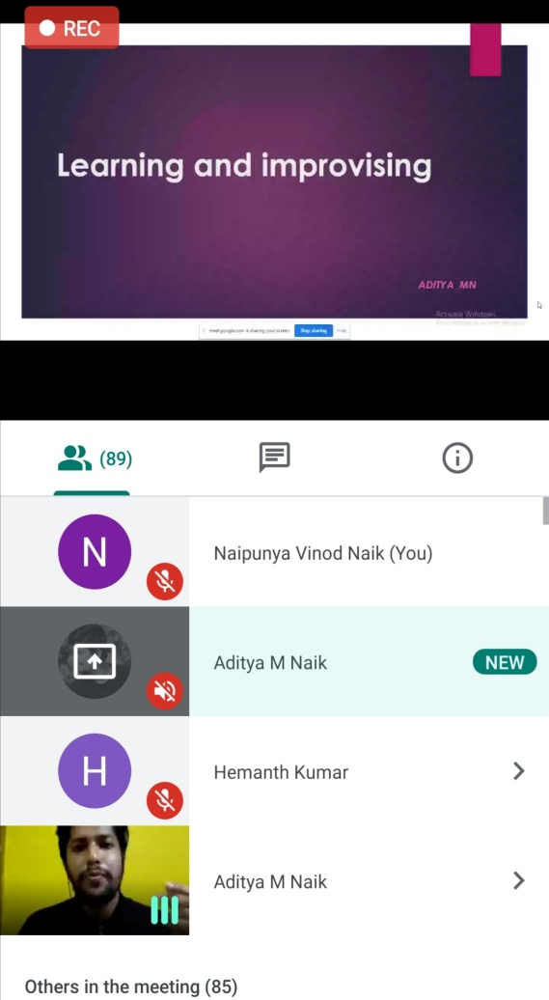 REC
Learning and improvising
ADITYA_MN
Activate Windows
meet.google.com is sharing your screen. Stop sharing Hide
(89)
N
Naipunya Vinod Naik (You)
Aditya M Naik
NEW
H
Hemanth Kumar
Aditya M Naik
Others in the meeting (85)